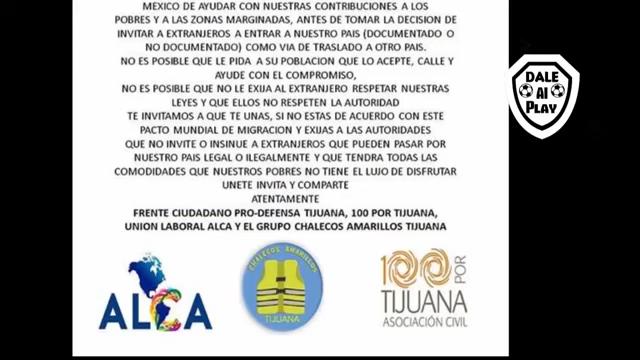 MEXICO DE AYUDAR CON NUESTRAS CONTRIBUCIONES A LOS
POBRES Y A LAS ZONAS MARGINADAS, ANTES DE TOMAR LA DECISION DE
INVITAR A EXTRANJEROS A ENTRAR A NUESTRO PAIS (DOCUMENTADO O
NO DOCUMENTADO) COMO VIA DE TRASLADO A OTRO PAIS.
NO ES POSIBLE QUE LE PIDA A SU POBLACION QUE LO ACEPTE, CALLE Y
AYUDE CON EL COMPROMISO,
NO ES POSIBLE QUE NO LE EXIJA AL EXTRANJERO RESPETAR NUESTRAS
LEYES Y QUE ELLOS NO RESPETEN LA AUTORIDAD
TE INVITAMOS A QUE TE UNAS, SI NO ESTAS DE ACUERDO CON ESTE
PACTO MUNDIAL DE MIGRACION Y EXIJAS A LAS AUTORIDADES
QUE NO INVITE O INSINUE A EXTRANJEROS QUE PUEDEN PASAR POR
NUESTRO PAIS LEGAL O ILEGALMENTE Y QUE TENDRA TODAS LAS
COMODIDADES QUE NUESTROS POBRES NO TIENE EL LUJO DE DISFRUTAR
UNETE INVITA Y COMPARTE
ATENTAMENTE
FRENTE CIUDADANO PRO-DEFENSA TIJUANA, 100 POR TIJUANA,
UNION LABORAL ALCA Y EL GRUPO CHALECOS AMARILLOS TIJUANA
ALCA
CHALECOS AMARILLOS
TIJUANA
100 POR
TIJUANA
ASOCIACIÓN CIVIL
DALE
AL
PLAY